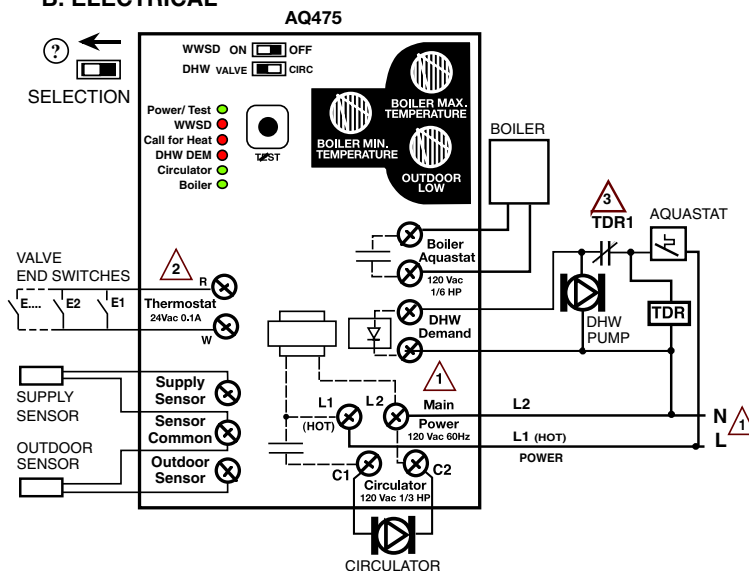 B. ELECTRICAL
AQ475
?
SELECTION
WWSD ON OFF
DHW VALVE CIRC
Power/ Test
WWSD
Call for Heat
DHW DEM
Circulator
Boiler
TEST
BOILER MAX.
TEMPERATURE
BOILER MIN.
TEMPERATURE
OUTDOOR
LOW
BOILER
3
TDR1
AQUASTAT
Boiler
Aquastat
120 Vac
1/6 HP
VALVE
END SWITCHES
2
R
E.... E2 E1
Thermostat
24Vac 0.1A
W
DHW
Demand
DHW
PUMP
TDR
1
SUPPLY
SENSOR
Supply
Sensor
Sensor
Common
OUTDOOR
SENSOR
Outdoor
Sensor
L1
(HOT)
L2
Main
Power
120 Vac 60Hz
L2
N
1
L1 (HOT)
L
POWER
C1
C2
Circulator
120 Vac 1/3 HP
CIRCULATOR